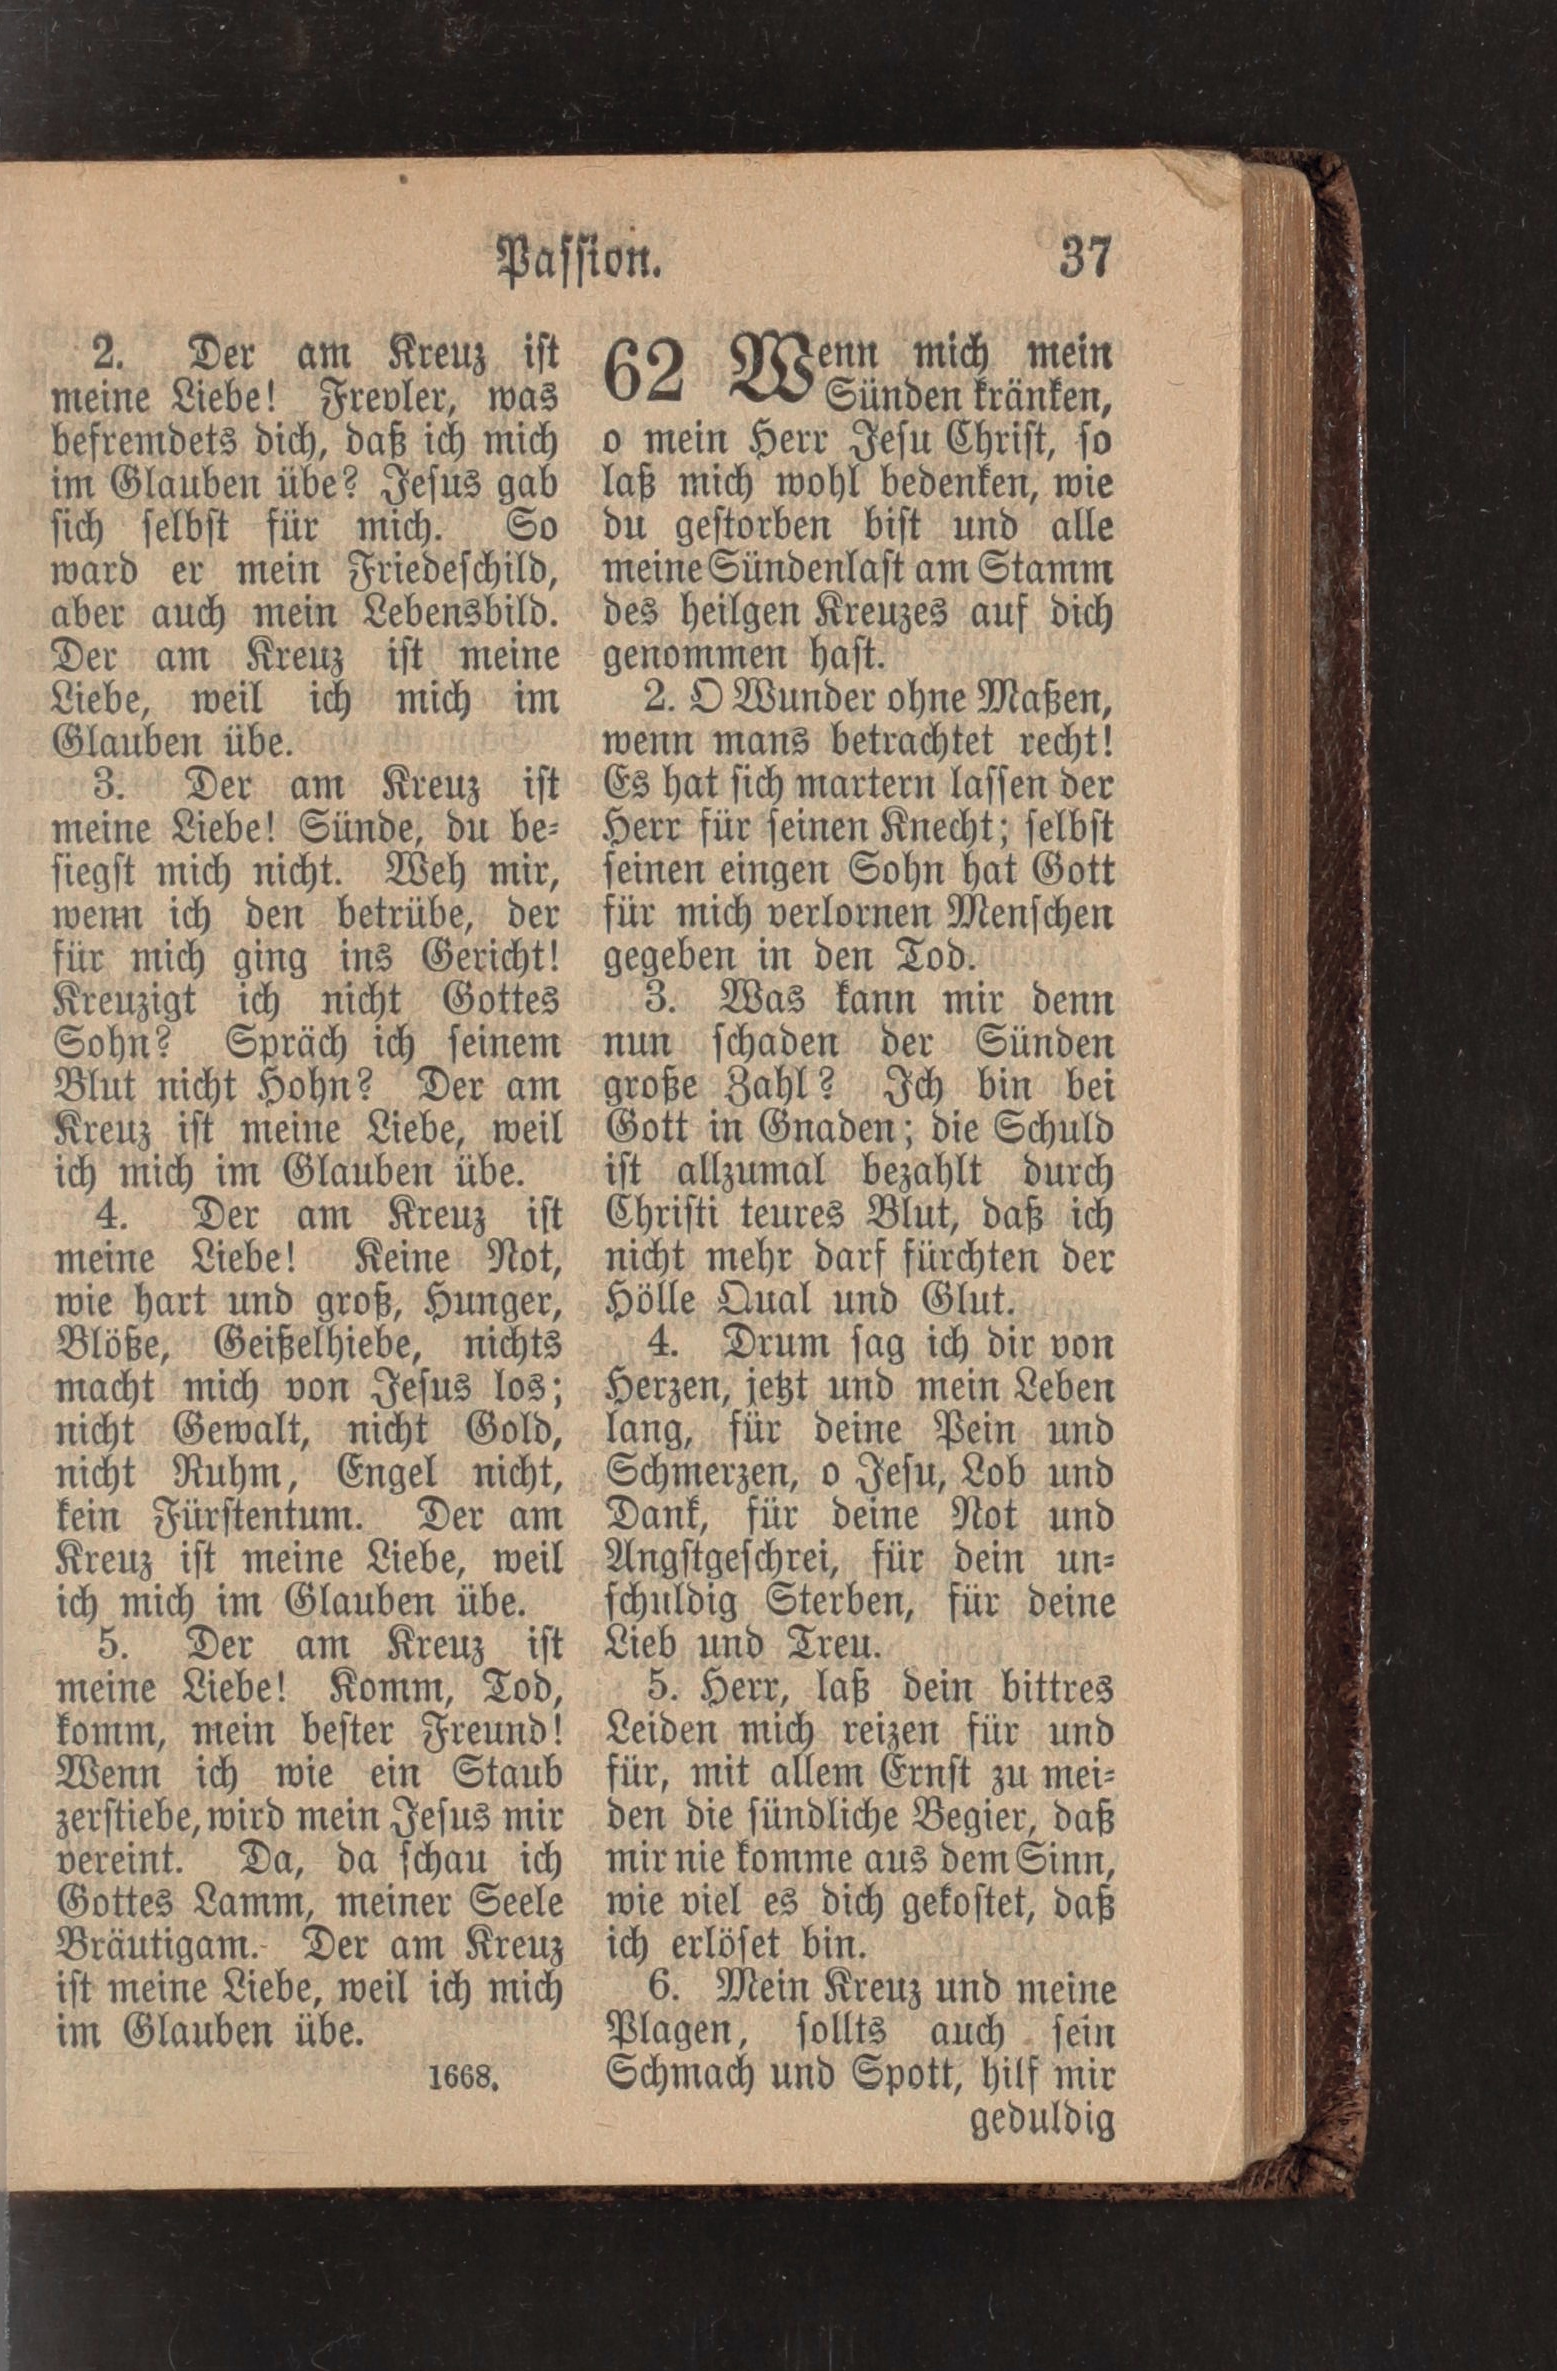 Passion. 37
2. Der am Kreuz ist
meine Liebe! Frevler, was
befremdets dich, daß ich mich
im Glauben übe? Jesus gab
sich selbst für mich. So
ward er mein Friedeschild,
aber auch mein Lebensbild.
Der am Kreuz ist meine
Liebe, weil ich mich im
Glauben übe.
3. Der am Kreuz ist
meine Liebe! Sünde, du be-
siegst mich nicht. Weh mir,
wenn ich den betrübe, der
für mich ging ins Gericht!
Kreuzigt ich nicht Gottes
Sohn? Spräch ich seinem
Blut nicht Hohn? Der am
Kreuz ist meine Liebe, weil
ich mich im Glauben übe.
4. Der am Kreuz ist
meine Liebe! Keine Not,
wie hart und groß, Hunger,
Blöße, Geißelhiebe, nichts
macht mich von Jesus los;
nicht Gewalt, nicht Gold,
nicht Ruhm, Engel nicht,
kein Fürstentum. Der am
Kreuz ist meine Liebe, weil
ich mich im Glauben übe.
5. Der am Kreuz ist
meine Liebe! Komm, Tod,
komm, mein bester Freund!
Wenn ich wie ein Staub
zerstiebe, wird mein Jesus mir
vereint. Da, da schau ich
Gottes Lamm, meiner Seele
Bräutigam. Der am Kreuz
ist meine Liebe, weil ich mich
im Glauben übe.
1668.
62 Wenn mich mein
Sünden kränken,
o mein Herr Jesu Christ, so
laß mich wohl bedenken, wie
du gestorben bist und alle
meine Sündenlast am Stamm
des heilgen Kreuzes auf dich
genommen hast.
2. O Wunder ohne Maßen,
wenn mans betrachtet recht!
Es hat sich martern lassen der
Herr für seinen Knecht; selbst
seinen eingen Sohn hat Gott
für mich verlornen Menschen
gegeben in den Tod.
3. Was kann mir denn
nun schaden der Sünden
große Zahl? Ich bin bei
Gott in Gnaden; die Schuld
ist allzumal bezahlt durch
Christi teures Blut, daß ich
nicht mehr darf fürchten der
Hölle Qual und Glut.
4. Drum sag ich dir von
Herzen, jetzt und mein Leben
lang, für deine Pein und
Schmerzen, o Jesu, Lob und
Dank, für deine Not und
Angstgeschrei, für dein un-
schuldig Sterben, für deine
Lieb und Treu.
5. Herr, laß dein bittres
Leiden mich reizen für und
für, mit allem Ernst zu mei-
den die sündliche Begier, daß
mir nie komme aus dem Sinn,
wie viel es dich gekostet, daß
ich erlöset bin.
6. Mein Kreuz und meine
Plagen, sollts auch sein
Schmach und Spott, hilf mir
geduldig